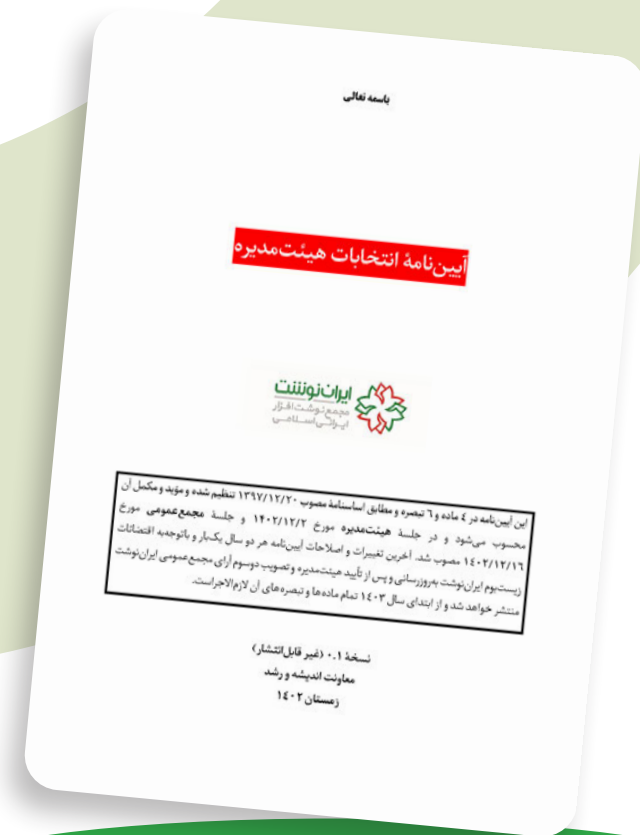 باسمه تعالی
آیین‌نامهٔ انتخابات هیئت‌مدیره
ایران‌نوشت
مجمع نوشت‌افزار
ایرانی‌اسلامی
این آیین‌نامه در ٤ ماده و ٦ تبصره و مطابق اساسنامهٔ مصوب ١٣٩٧/١٢/٢٠ تنظیم شده و مؤید و مکمل آن
محسوب می‌شود و در جلسهٔ هیئت‌مدیره مورخ ١٤٠٢/١٢/٢ و جلسهٔ مجمع‌عمومی مورخ
١٤٠٢/١٢/١٦ مصوب شد. آخرین تغییرات و اصلاحات آیین‌نامه هر دو سال یک‌بار و باتوجه‌به اقتضائات
زیست‌بوم ایران‌نوشت به‌روزرسانی و پس از تأیید هیئت‌مدیره و تصویب دوسوم آرای مجمع‌عمومی ایران‌نوشت
منتشر خواهد شد و از ابتدای سال ١٤٠٣ تمام ماده‌ها و تبصره‌های آن لازم‌الاجراست.
نسخهٔ ٠.١ (غیر قابل‌انتشار)
معاونت اندیشه و رشد
زمستان ١٤٠٢